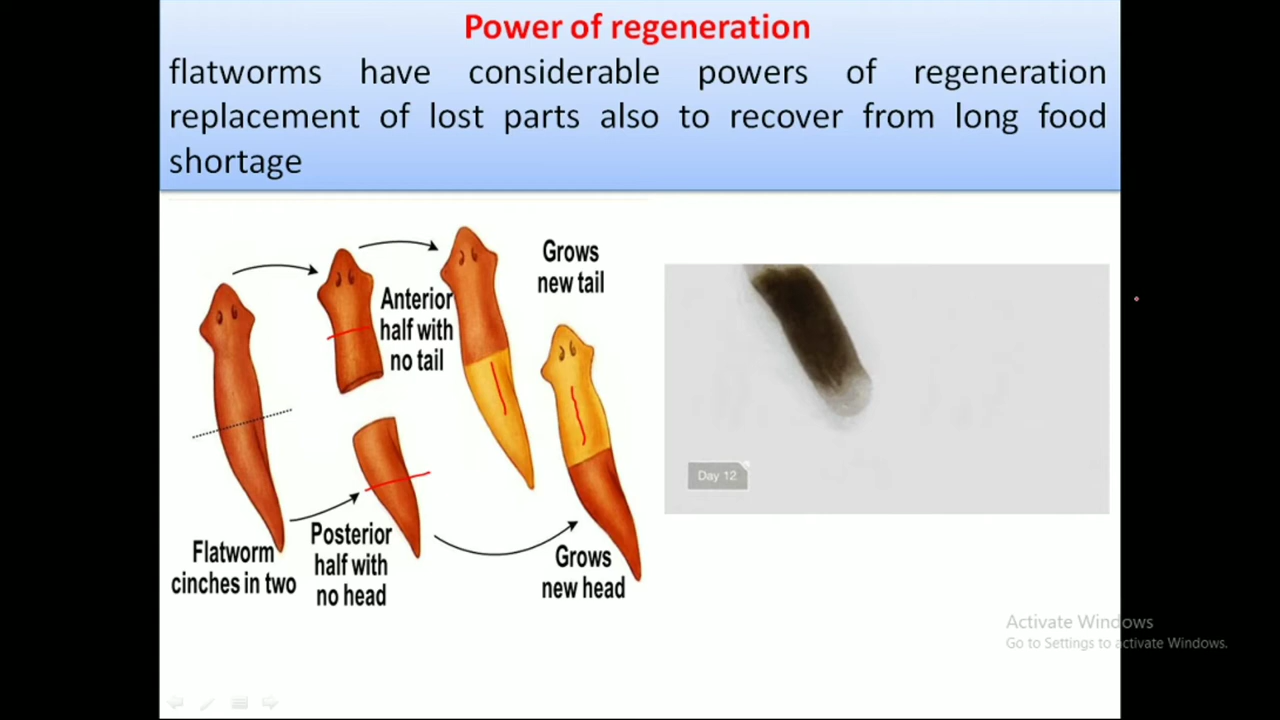 Power of regeneration
flatworms have considerable powers of regeneration
replacement of lost parts also to recover from long food
shortage
Grows
new tail
Anterior
half with
no tail
Flatworm
cinches in two
Posterior
half with
no head
Grows
new head
Day 12
Activate Windows
Go to Settings to activate Windows.